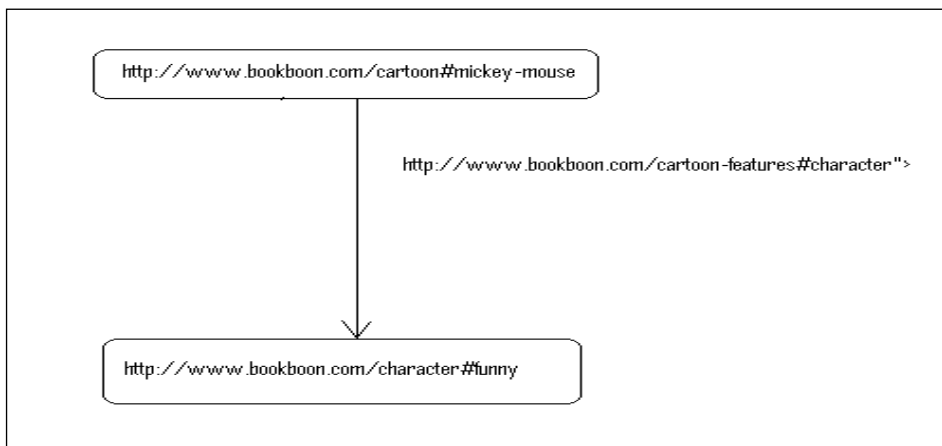 http://www.bookboon.com/cartoon#mickey-mouse
http://www.bookboon.com/cartoon-features#character">
http://www.bookboon.com/character#funny